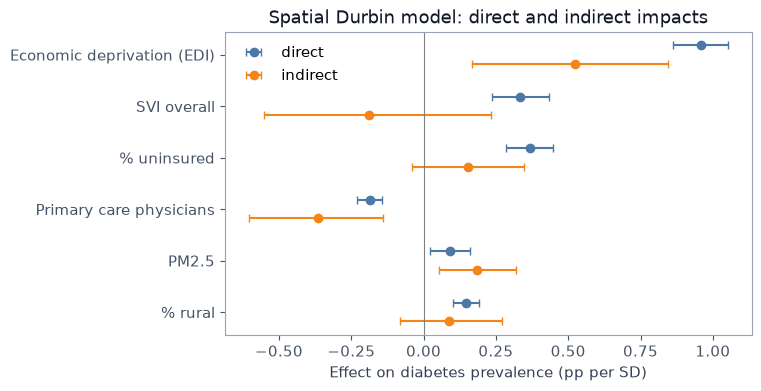 Spatial Durbin model: direct and indirect impacts
direct
indirect
Economic deprivation (EDI)
SVI overall
% uninsured
Primary care physicians
PM2.5
% rural
−0.50 −0.25 0.00 0.25 0.50 0.75 1.00
Effect on diabetes prevalence (pp per SD)